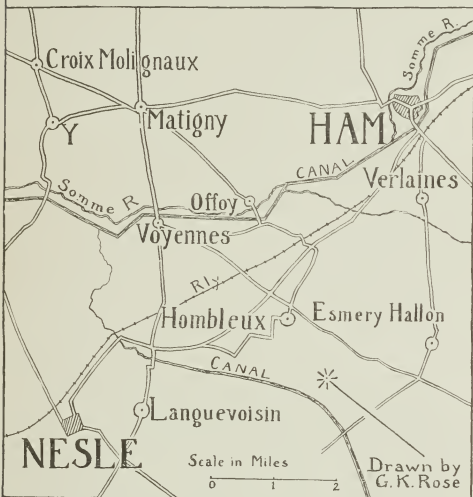 Somme R.
Croix Molignaux
Y
Matigny
HAM
CANAL
Verlaines
Somme R
Offoy
Voyennes
Rly
Hombleux
Esmery Hallon
CANAL
Languevoisin
NESLE
Scale in Miles
0 1 2
Drawn by
G.K. Rose